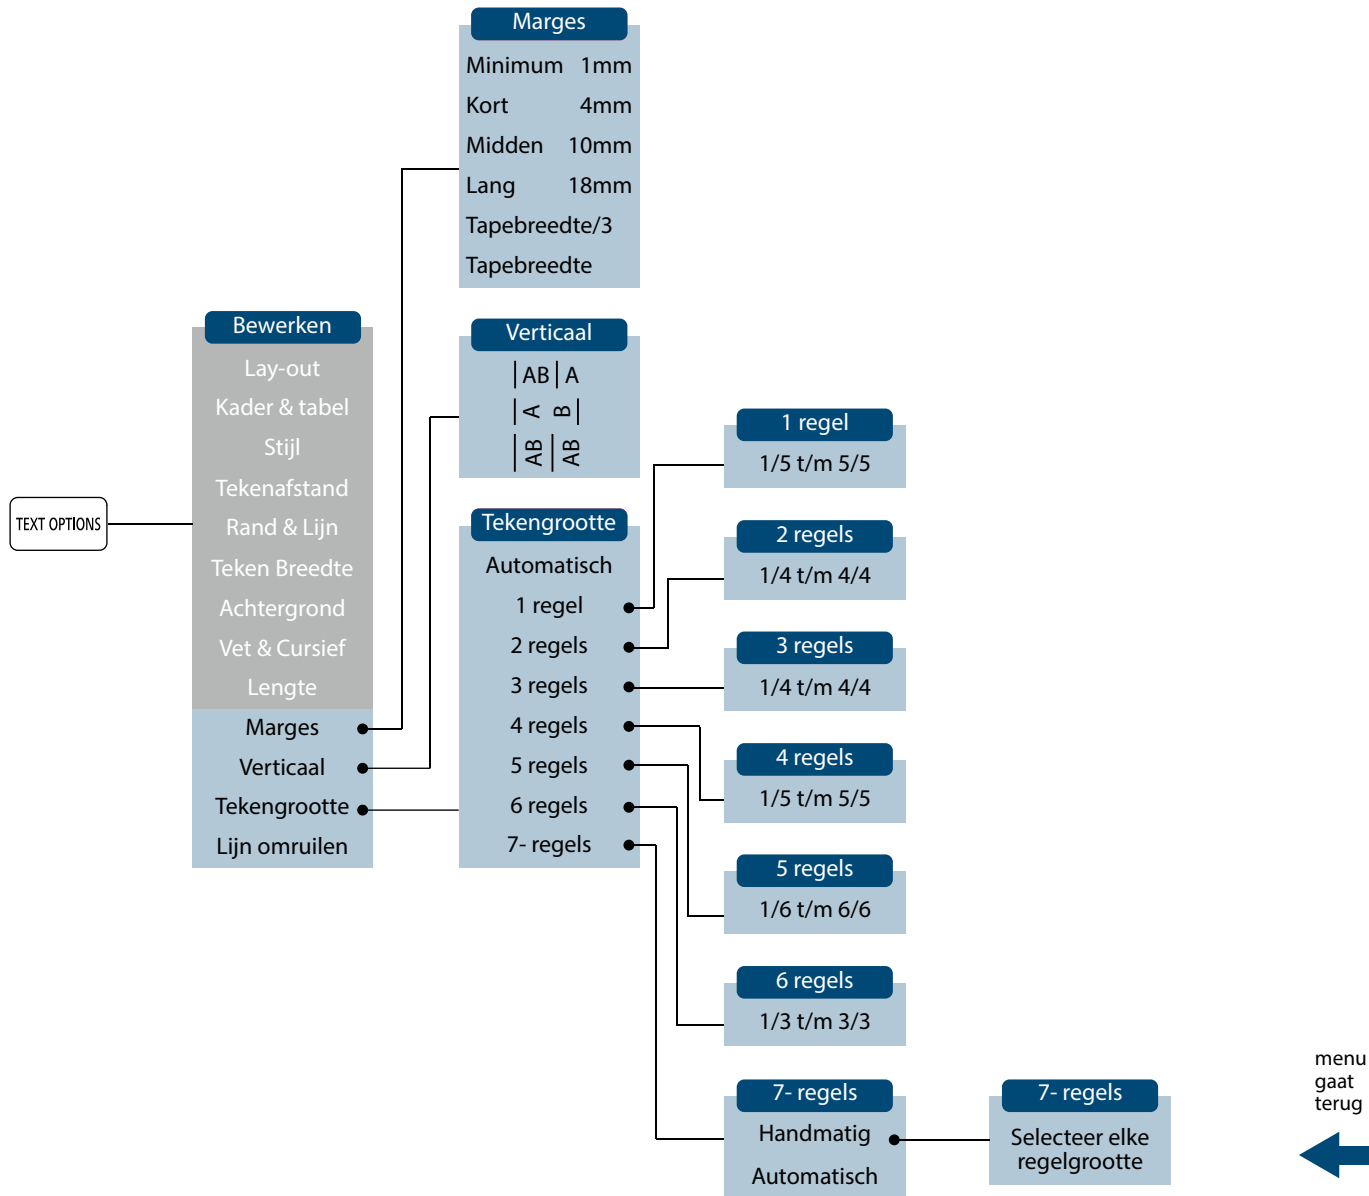 TEXT OPTIONS
Bewerken
Lay-out
Kader & tabel
Stijl
Tekenafstand
Rand & Lijn
Teken Breedte
Achtergrond
Vet & Cursief
Lengte
Marges
Verticaal
Tekengrootte
Lijn omruilen
Marges
Minimum 1mm
Kort 4mm
Midden 10mm
Lang 18mm
Tapebreedte/3
Tapebreedte
Verticaal
AB A
A B
AB AB
Tekengrootte
Automatisch
1 regel
2 regels
3 regels
4 regels
5 regels
6 regels
7- regels
1 regel
1/5 t/m 5/5
2 regels
1/4 t/m 4/4
3 regels
1/4 t/m 4/4
4 regels
1/5 t/m 5/5
5 regels
1/6 t/m 6/6
6 regels
1/3 t/m 3/3
7- regels
Handmatig
Automatisch
7- regels
Selecteer elke
regelgrootte
menu
gaat
terug